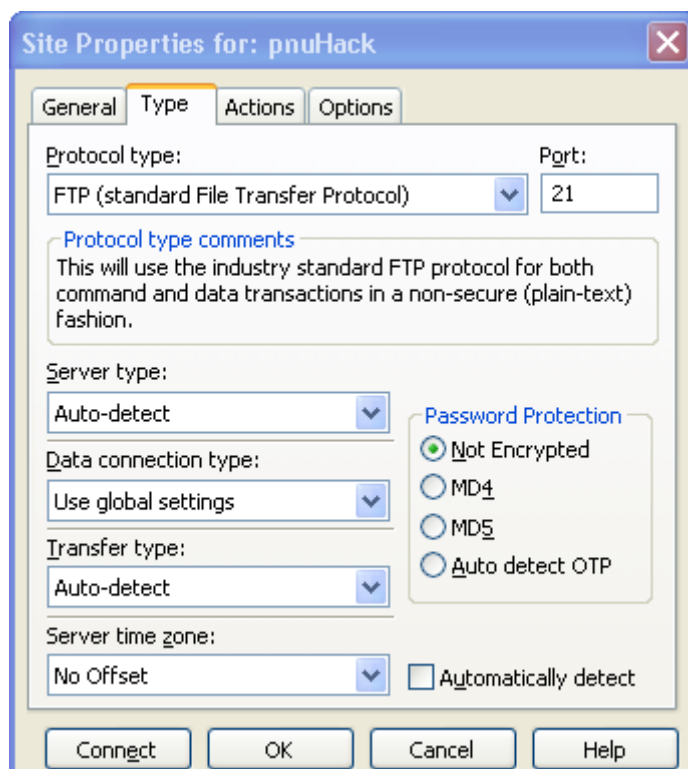 Site Properties for: pnuHack
General Type Actions Options
Protocol type: Port:
FTP (standard File Transfer Protocol) 21
Protocol type comments
This will use the industry standard FTP protocol for both
command and data transactions in a non-secure (plain-text)
fashion.
Server type:
Auto-detect
Data connection type:
Use global settings
Transfer type:
Auto-detect
Server time zone:
No Offset
Password Protection
Not Encrypted
MD4
MD5
Auto detect OTP
Automatically detect
Connect OK Cancel Help